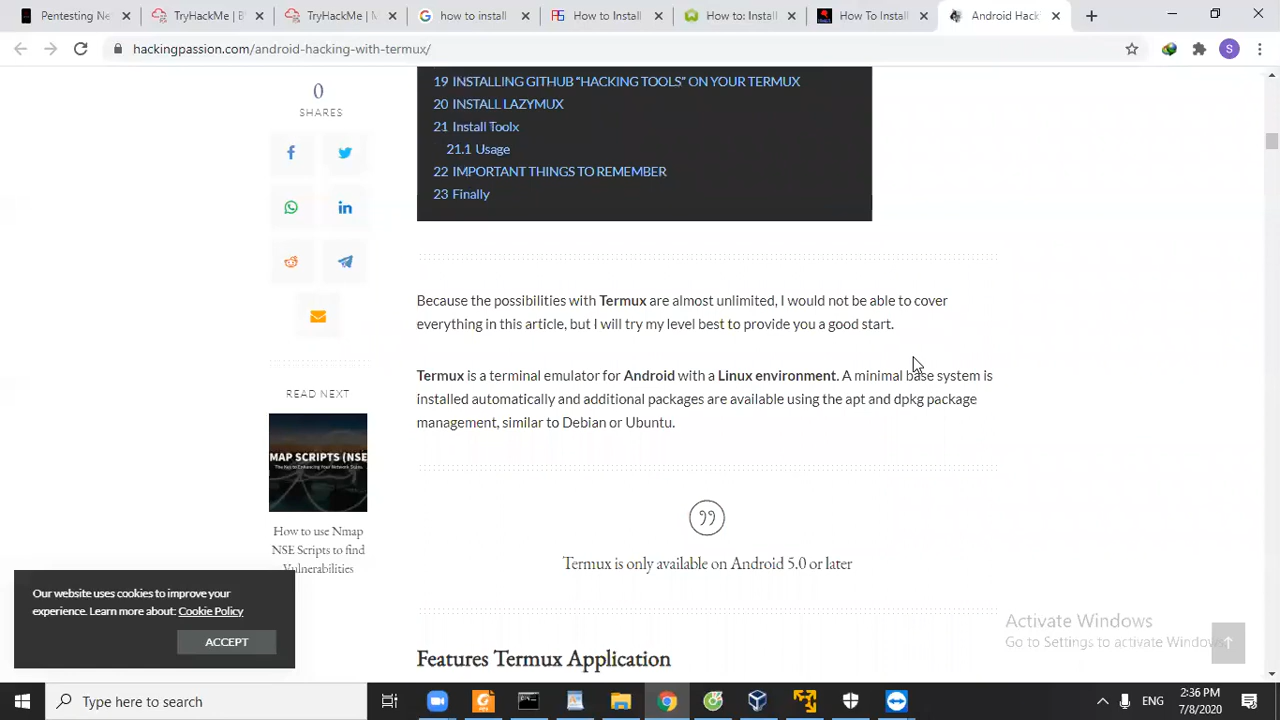 Pentesting Ne
TryHackMe | B
TryHackMe | N
how to install
How to Install
How to: Install
How To Install
Android Hack
hackingpassion.com/android-hacking-with-termux/
S
0
SHARES
19 INSTALLING GITHUB “HACKING TOOLS” ON YOUR TERMUX
20 INSTALL LAZYMUX
21 Install Toolx
21.1 Usage
22 IMPORTANT THINGS TO REMEMBER
23 Finally
Because the possibilities with Termux are almost unlimited, I would not be able to cover
everything in this article, but I will try my level best to provide you a good start.
Termux is a terminal emulator for Android with a Linux environment. A minimal base system is
installed automatically and additional packages are available using the apt and dpkg package
management, similar to Debian or Ubuntu.
READ NEXT
MAP SCRIPTS (NSE
The Key to Enhancing Your Network Scans
How to use Nmap
NSE Scripts to find
Vulnerabilities
Termux is only available on Android 5.0 or later
Our website uses cookies to improve your
experience. Learn more about: Cookie Policy
ACCEPT
Features Termux Application
Activate Windows
Go to Settings to activate Windows.
Type here to search
ENG
2:36 PM
7/8/2020